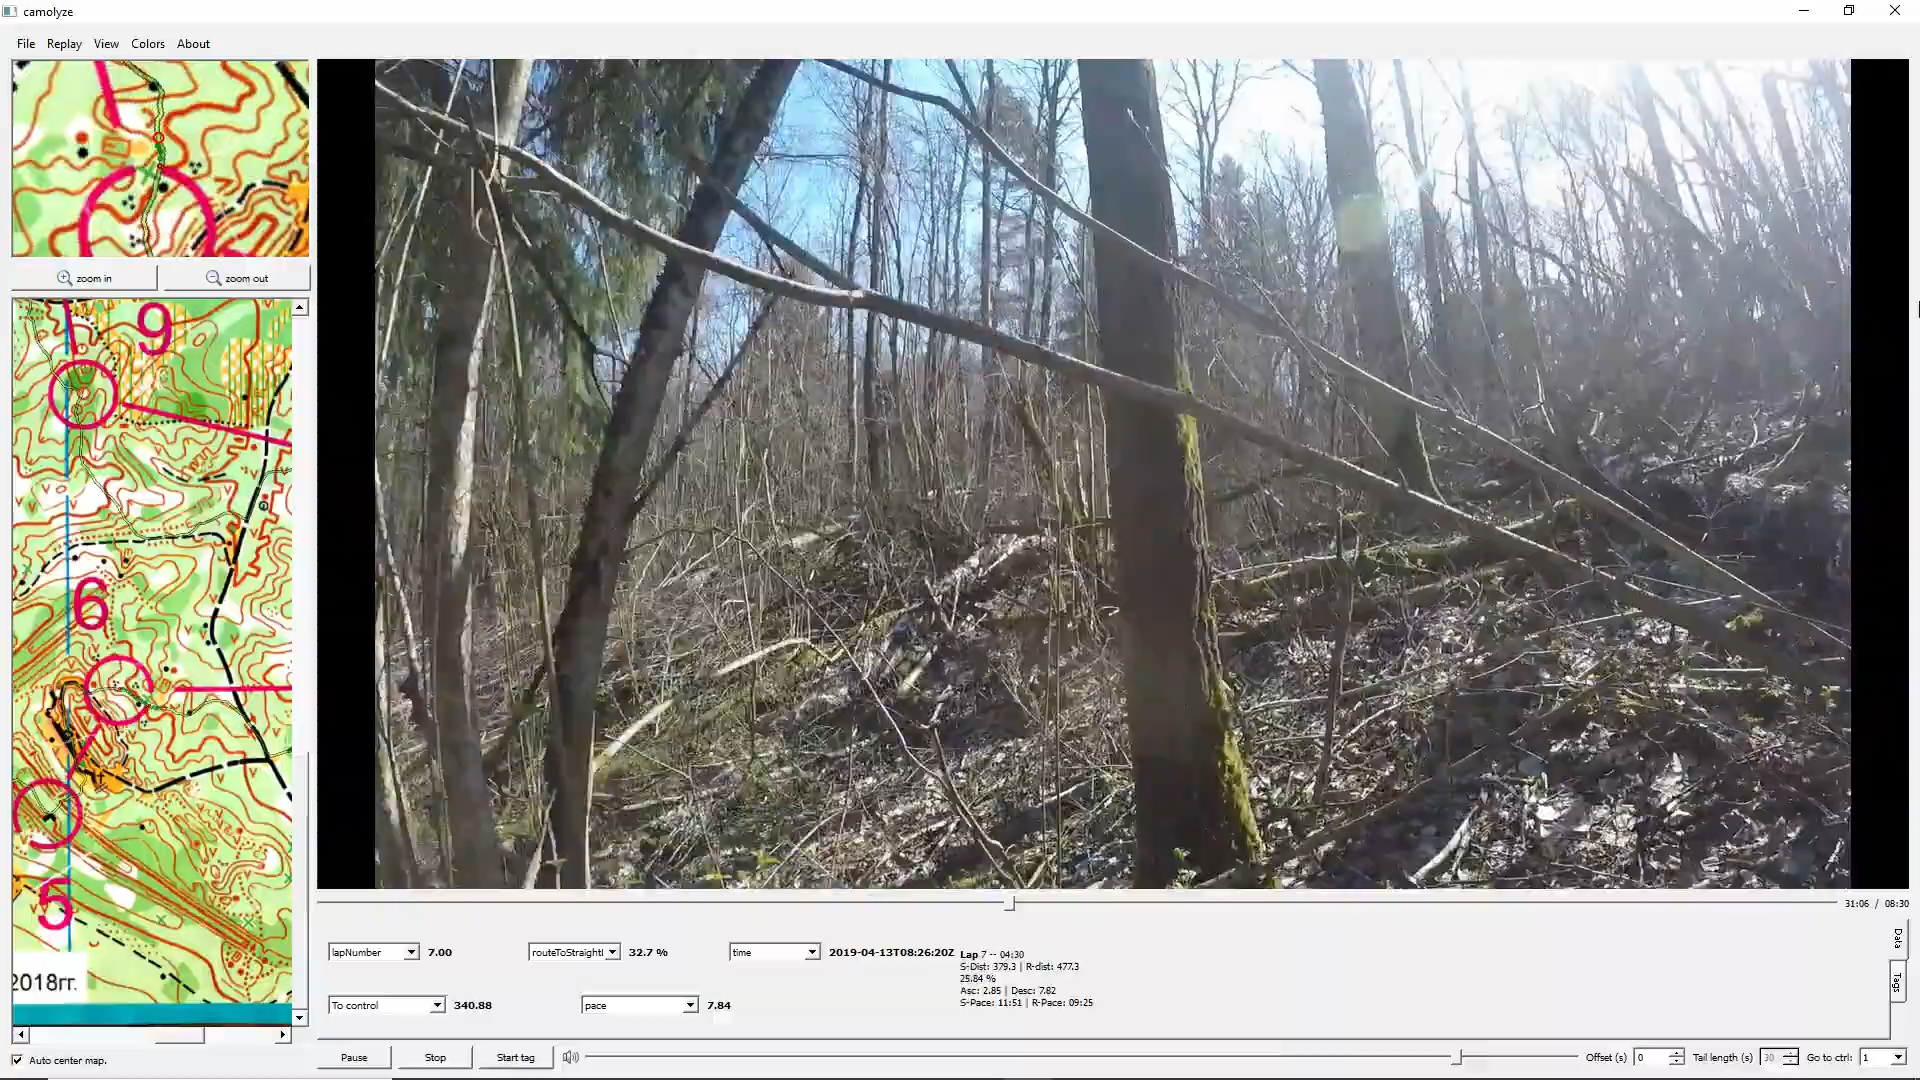 camolyze
File Replay View Colors About
zoom in zoom out
9
6
5
2018гг.
Auto center map.
31:06 / 08:30
Data
Tags
lapNumber 7.00 routeToStraightl 32.7 % time 2019-04-13T08:26:20Z
To control 340.88 pace 7.84
Lap 7 -- 04:30
S-Dist: 379.3 | R-dist: 477.3
25.84 %
Asc: 2.85 | Desc: 7.82
S-Pace: 11:51 | R-Pace: 09:25
Pause Stop Start tag Offset (s) 0 Tail length (s) 30 Go to ctrl: 1